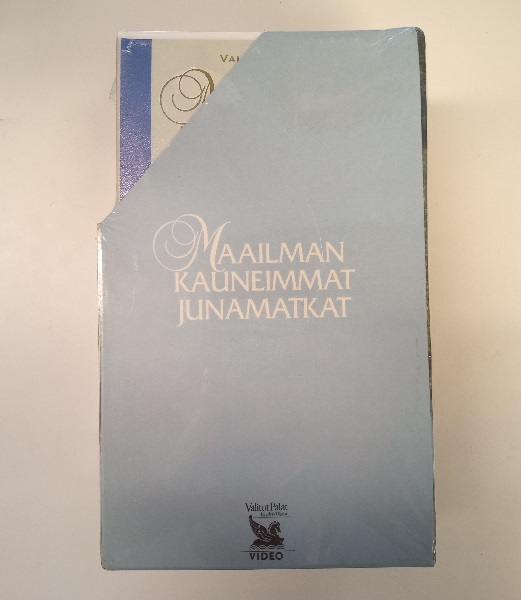 MAAILMAN
KAUNEIMMAT
JUNAMATKAT
Valitut Palat
VIDEO